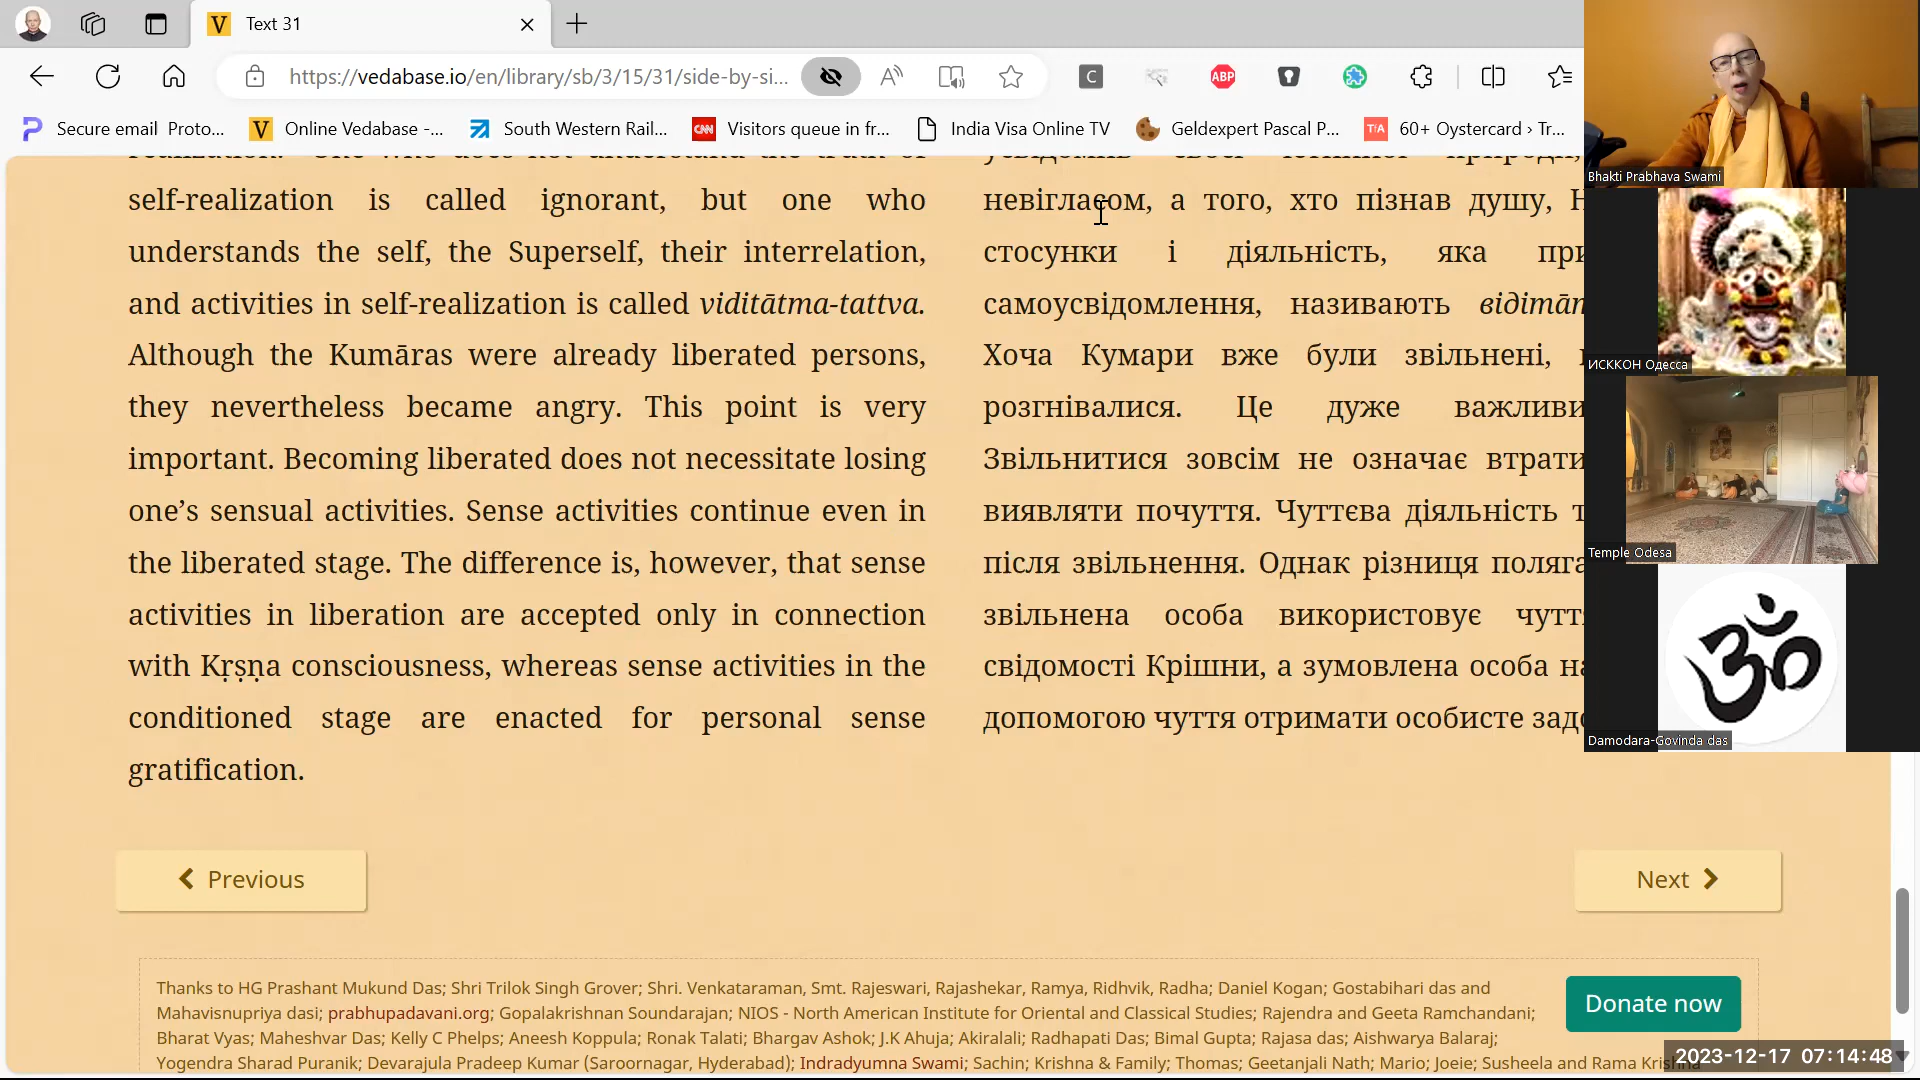 Text 31
https://vedabase.io/en/library/sb/3/15/31/side-by-si...
Secure email Proto...
Online Vedabase -...
South Western Rail...
Visitors queue in fr...
India Visa Online TV
Geldexpert Pascal P...
60+ Oystercard › Tr...
self-realization is called ignorant, but one who
understands the self, the Superself, their interrelation,
and activities in self-realization is called viditātma-tattva.
Although the Kumāras were already liberated persons,
they nevertheless became angry. This point is very
important. Becoming liberated does not necessitate losing
one’s sensual activities. Sense activities continue even in
the liberated stage. The difference is, however, that sense
activities in liberation are accepted only in connection
with Kṛṣṇa consciousness, whereas sense activities in the
conditioned stage are enacted for personal sense
gratification.
невігласом, а того, хто пізнав душу,
стосунки і діяльність, яка
самоусвідомлення, називають
Хоча Кумари вже були звільнені,
розгнівалися. Це дуже
Звільнитися зовсім не означає
виявляти почуття. Чуттєва діяльність
після звільнення. Однак різниця
звільнена особа використовує
свідомості Крішни, а зумовлена особа
допомогою чуття отримати особисте
Previous
Next
Thanks to HG Prashant Mukund Das; Shri Trilok Singh Grover; Shri. Venkataraman, Smt. Rajeswari, Rajashekar, Ramya, Ridhvik, Radha; Daniel Kogan; Gostabihari das and
Mahavisnupriya dasi; prabhupadavani.org; Gopalakrishnan Soundarajan; NIOS - North American Institute for Oriental and Classical Studies; Rajendra and Geeta Ramchandani;
Bharat Vyas; Maheshvar Das; Kelly C Phelps; Aneesh Koppula; Ronak Talati; Bhargav Ashok; J.K Ahuja; Akiralali; Radhapati Das; Bimal Gupta; Rajasa das; Aishwarya Balaraj;
Yogendra Sharad Puranik; Devarajula Pradeep Kumar (Saroornagar, Hyderabad); Indradyumna Swami; Sachin; Krishna & Family; Thomas; Geetanjali Nath; Mario; Joeie; Susheela and Rama Krishna
Donate now
Bhakti Prabhava Swami
ИСККОН Одесса
Temple Odesa
Damodara-Govinda das
2023-12-17 07:14:48